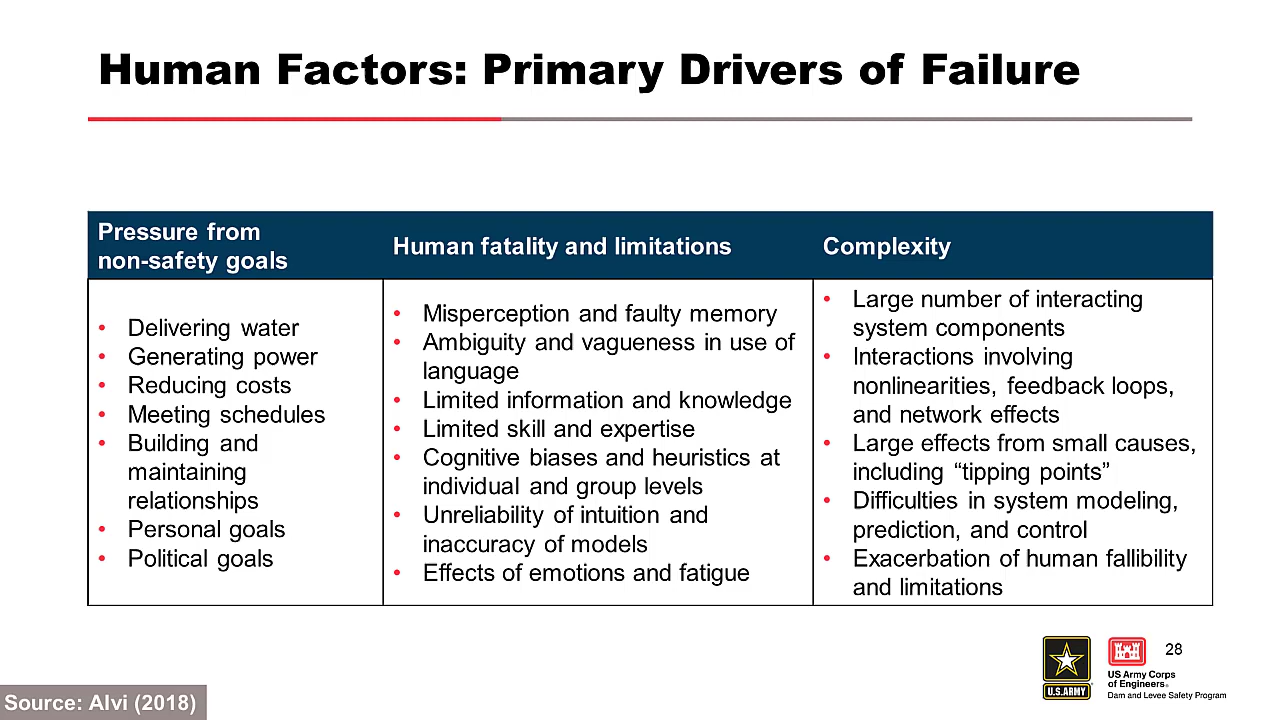 Human Factors: Primary Drivers of Failure
Pressure from
non-safety goals
Human fatality and limitations
Complexity
• Delivering water
• Generating power
• Reducing costs
• Meeting schedules
• Building and
maintaining
relationships
• Personal goals
• Political goals
• Misperception and faulty memory
• Ambiguity and vagueness in use of
language
• Limited information and knowledge
• Limited skill and expertise
• Cognitive biases and heuristics at
individual and group levels
• Unreliability of intuition and
inaccuracy of models
• Effects of emotions and fatigue
• Large number of interacting
system components
• Interactions involving
nonlinearities, feedback loops,
and network effects
• Large effects from small causes,
including “tipping points”
• Difficulties in system modeling,
prediction, and control
• Exacerbation of human fallibility
and limitations
28
U.S.ARMY
US Army Corps
of Engineers®
Dam and Levee Safety Program
Source: Alvi (2018)